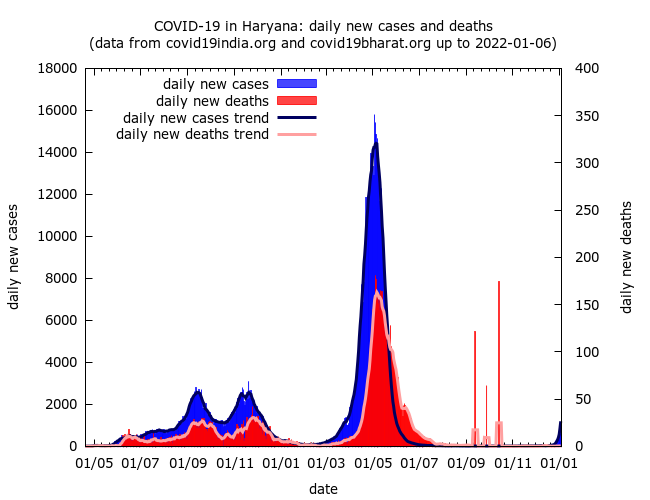 COVID-19 in Haryana: daily new cases and deaths
(data from covid19india.org and covid19bharat.org up to 2022-01-06)
daily new cases
daily new deaths
daily new cases trend
daily new deaths trend
18000
16000
14000
12000
10000
8000
6000
4000
2000
0
400
350
300
250
200
150
100
50
0
daily new cases
daily new deaths
01/05 01/07 01/09 01/11 01/01 01/03 01/05 01/07 01/09 01/11 01/01
date